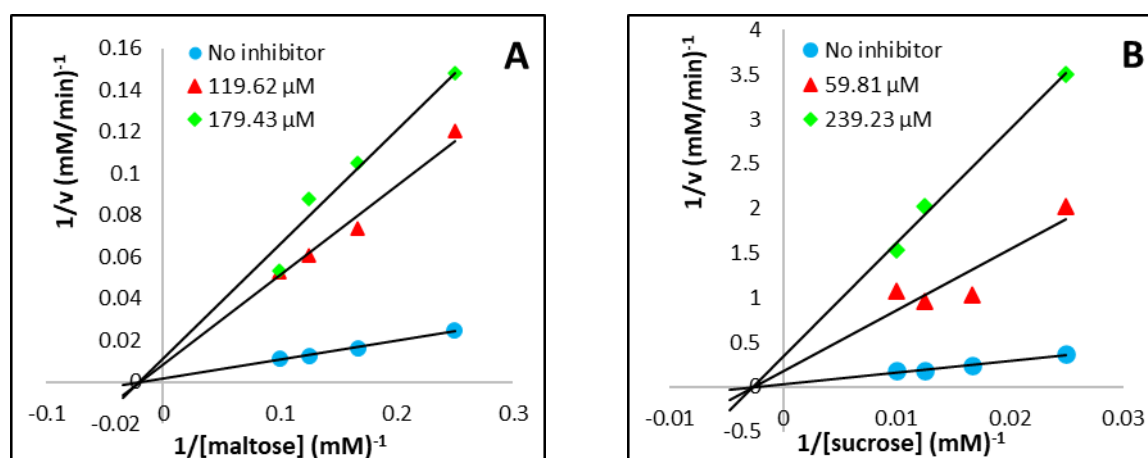 A
No inhibitor
119.62 µM
179.43 µM
1/v (mM/min)-1
0.16
0.14
0.12
0.1
0.08
0.06
0.04
0.02
0
-0.02
-0.1
0
0.1
0.2
0.3
1/[maltose] (mM)-1
B
No inhibitor
59.81 µM
239.23 µM
1/v (mM/min)-1
4
3.5
3
2.5
2
1.5
1
0.5
0
-0.5
-0.01
0
0.01
0.02
0.03
1/[sucrose] (mM)-1